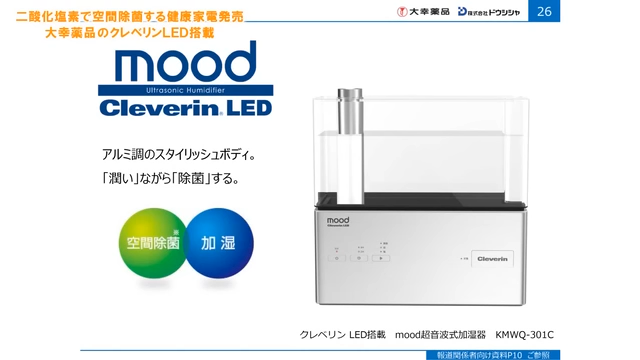 二酸化塩素で空間除菌する健康家電発売
大幸薬品のクレベリンLED搭載
大幸薬品 株式会社ドウシシャ 26
mood
Ultrasonic Humidifier
Cleverin® LED
アルミ調のスタイリッシュボディ。
「潤い」ながら「除菌」する。
空間除菌※ 加湿
mood
Cleverin LED
Cleverin
クレベリン LED搭載 mood超音波式加湿器 KMWQ-301C
報道関係者向け資料P10 ご参照